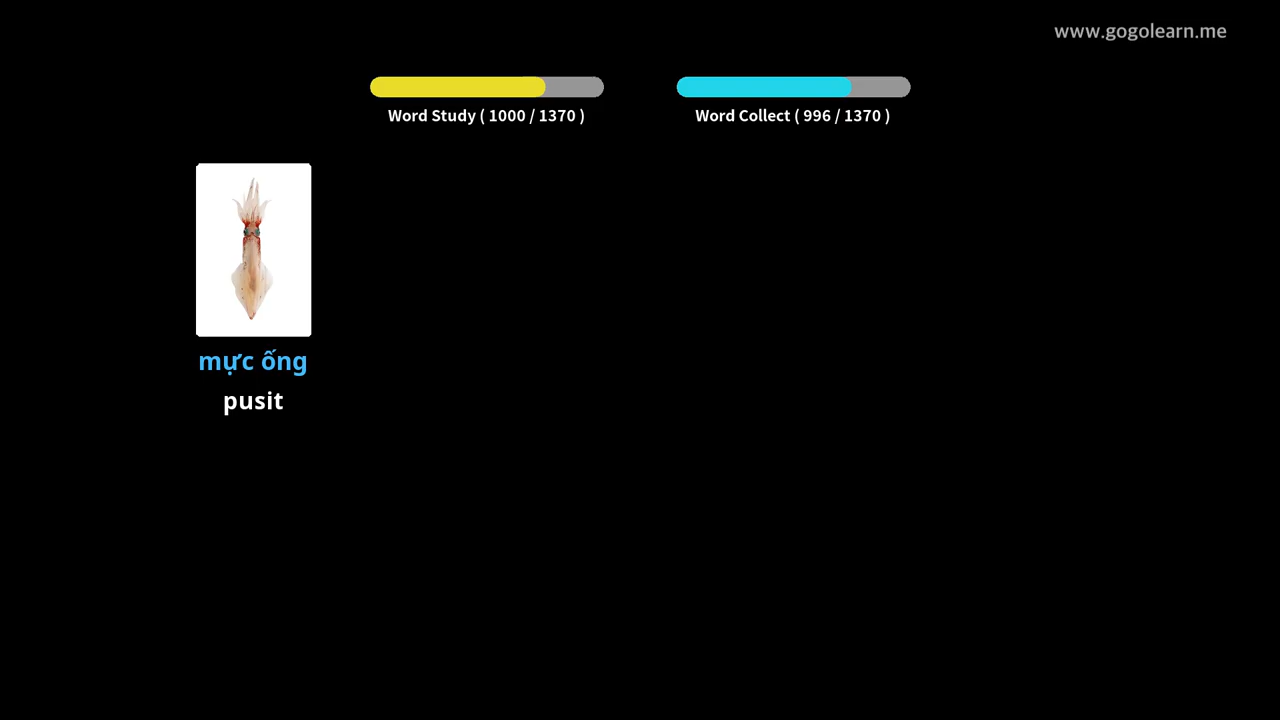 www.gogolearn.me
Word Study ( 1000 / 1370 )
Word Collect ( 996 / 1370 )
mực ống
pusit